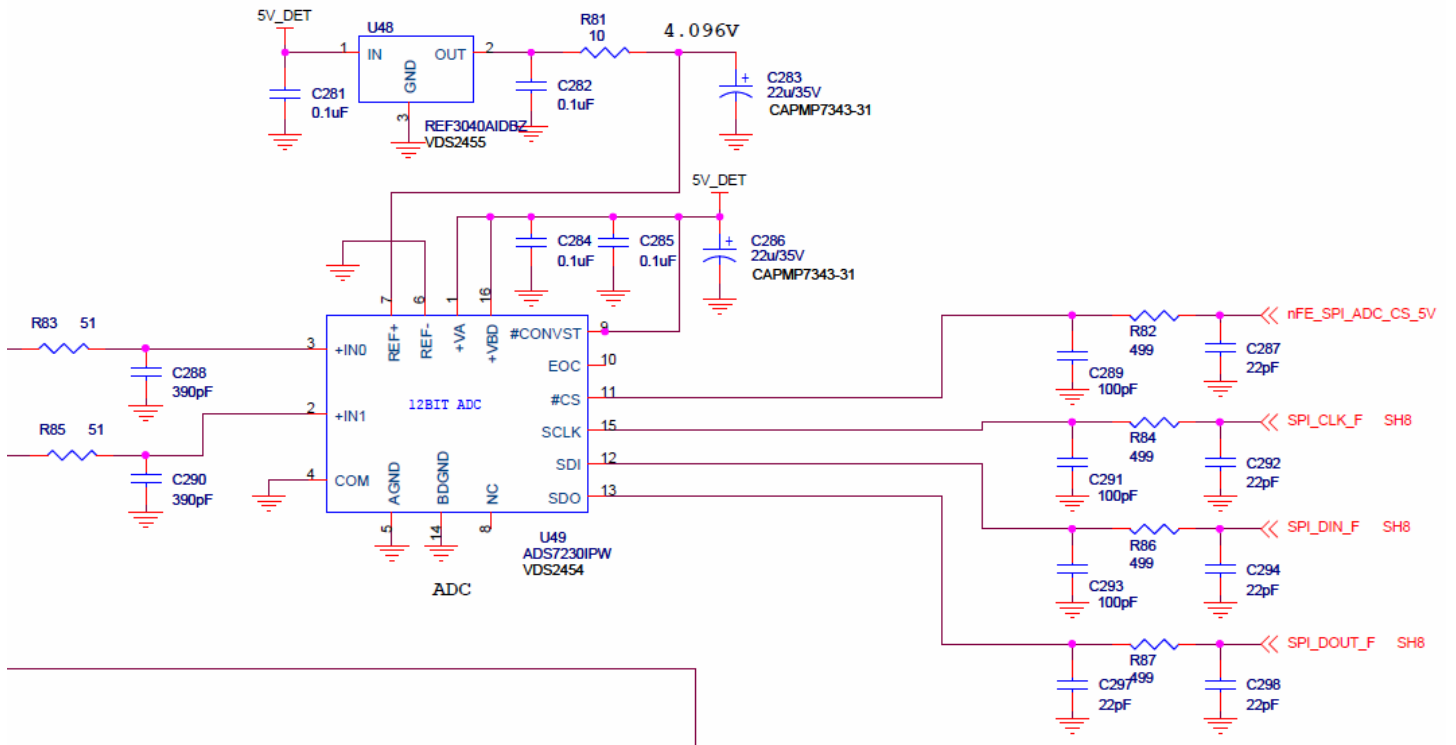 5V_DET
U48
R81
10
4.096V
1
IN
OUT
2
GND
3
C281
0.1uF
C282
0.1uF
+
C283
22u/35V
CAPMP7343-31
REF3040AIDBZ
VDS2455
5V_DET
C284
0.1uF
C285
0.1uF
+
C286
22u/35V
CAPMP7343-31
7
6
1
16
REF+
REF-
+VA
+VBD
#CONVST
9
EOC
10
#CS
11
SCLK
15
SDI
12
SDO
13
R83 51
3
+IN0
C288
390pF
2
+IN1
R85 51
C290
390pF
4
COM
12BIT ADC
AGND
BDGND
NC
5
14
8
U49
ADS7230IPW
VDS2454
ADC
nFE_SPI_ADC_CS_5V
R82
499
C289
100pF
C287
22pF
SPI_CLK_F SH8
R84
499
C291
100pF
C292
22pF
SPI_DIN_F SH8
R86
499
C293
100pF
C294
22pF
SPI_DOUT_F SH8
R87
499
C297
22pF
C298
22pF